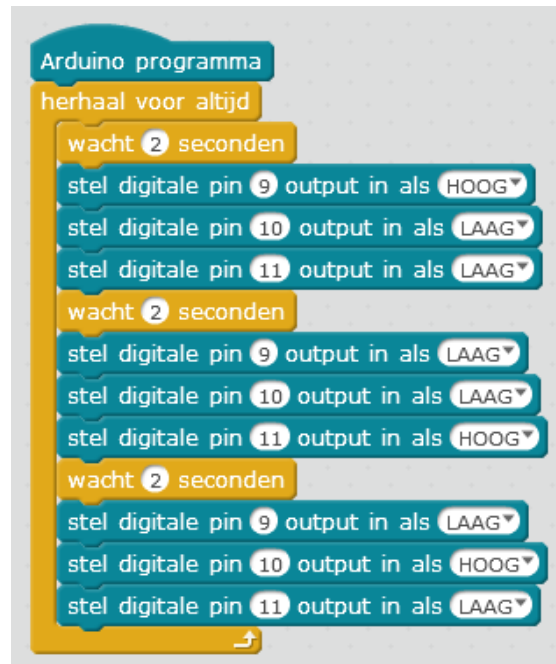 Arduino programma
herhaal voor altijd
wacht 2 seconden
stel digitale pin 9 output in als HOOG
stel digitale pin 10 output in als LAAG
stel digitale pin 11 output in als LAAG
wacht 2 seconden
stel digitale pin 9 output in als LAAG
stel digitale pin 10 output in als LAAG
stel digitale pin 11 output in als HOOG
wacht 2 seconden
stel digitale pin 9 output in als LAAG
stel digitale pin 10 output in als HOOG
stel digitale pin 11 output in als LAAG